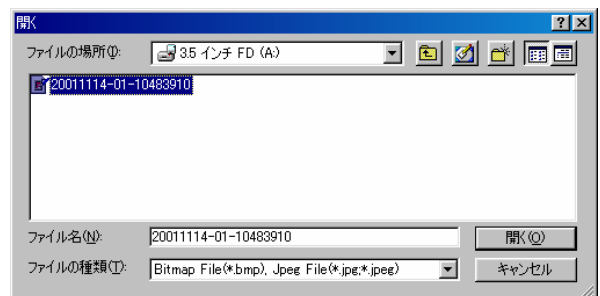 開く
ファイルの場所(I): 3.5 インチ FD (A:)
20011114-01-10483910
ファイル名(N): 20011114-01-10483910 開く(O)
ファイルの種類(T): Bitmap File(*.bmp), Jpeg File(*.jpg;*.jpeg) キャンセル